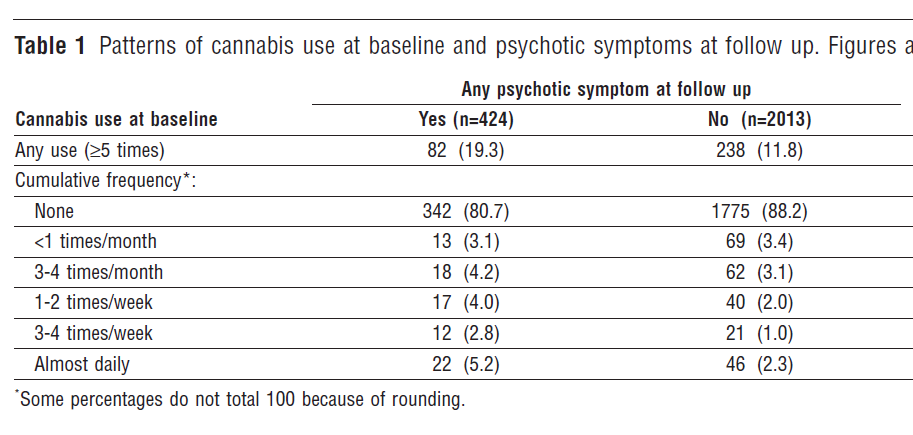 Table 1 Patterns of cannabis use at baseline and psychotic symptoms at follow up. Figures a
Any psychotic symptom at follow up
Cannabis use at baseline Yes (n=424) No (n=2013)
Any use (≥5 times) 82 (19.3) 238 (11.8)
Cumulative frequency*:
None 342 (80.7) 1775 (88.2)
<1 times/month 13 (3.1) 69 (3.4)
3-4 times/month 18 (4.2) 62 (3.1)
1-2 times/week 17 (4.0) 40 (2.0)
3-4 times/week 12 (2.8) 21 (1.0)
Almost daily 22 (5.2) 46 (2.3)
*Some percentages do not total 100 because of rounding.